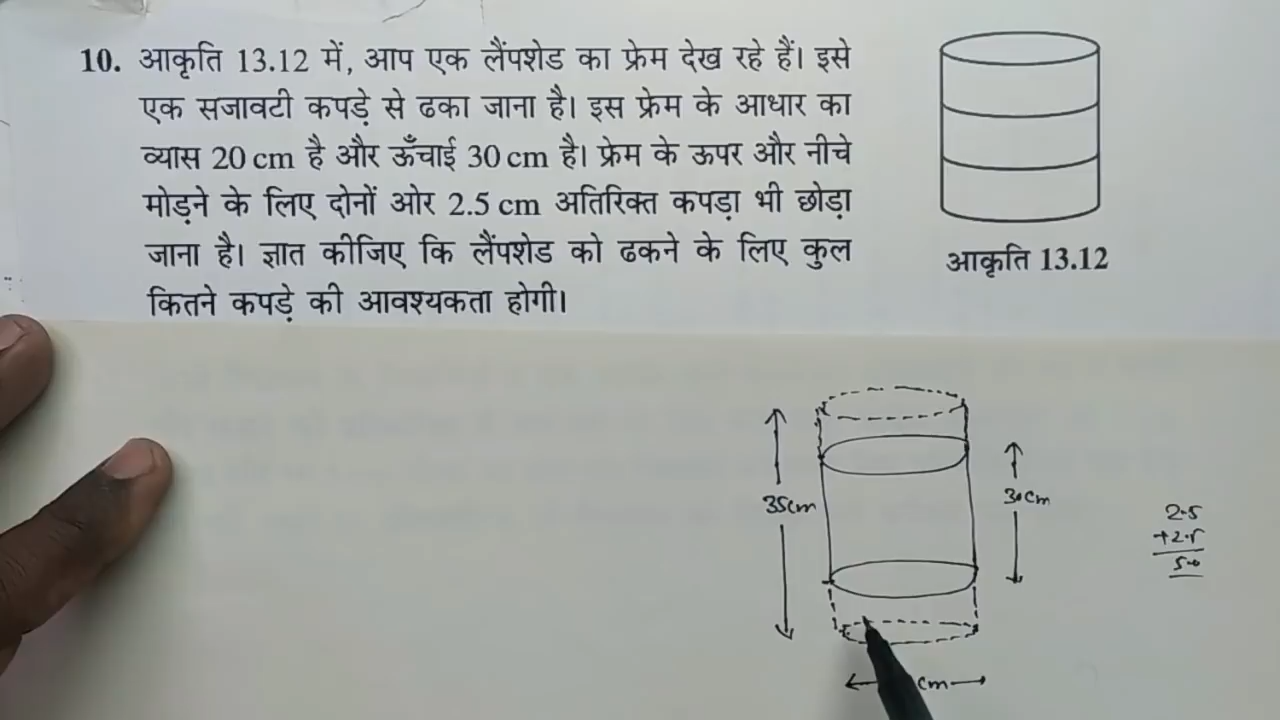 10. आकृति 13.12 में, आप एक लैंपशेड का फ्रेम देख रहे हैं। इसे
एक सजावटी कपड़े से ढका जाना है। इस फ्रेम के आधार का
व्यास 20 cm है और ऊँचाई 30 cm है। फ्रेम के ऊपर और नीचे
मोड़ने के लिए दोनों ओर 2.5 cm अतिरिक्त कपड़ा भी छोड़ा
जाना है। ज्ञात कीजिए कि लैंपशेड को ढकने के लिए कुल
कितने कपड़े की आवश्यकता होगी।
आकृति 13.12
35cm
30cm
2.5
+2.5
5.0
cm